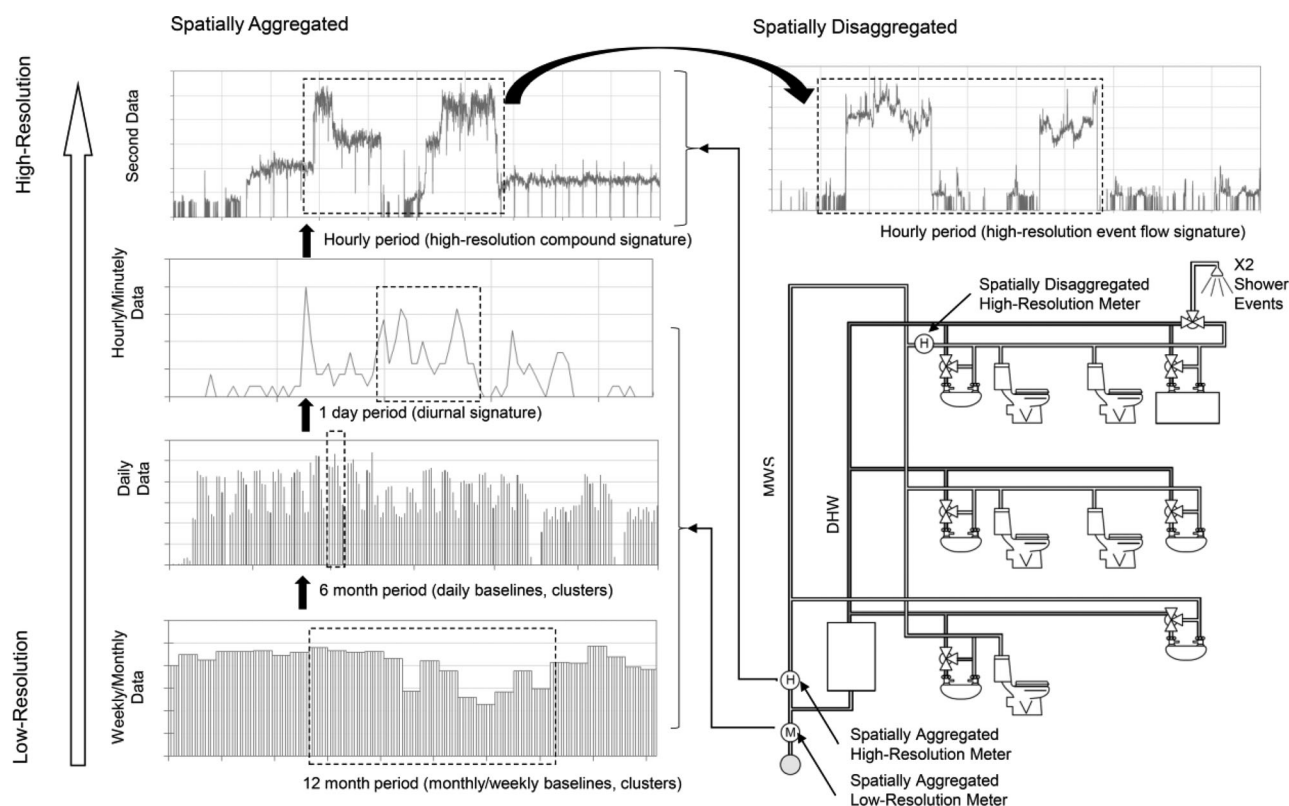 Spatially Aggregated
Spatially Disaggregated
High-Resolution
Second Data
Hourly period (high-resolution compound signature)
Hourly period (high-resolution event flow signature)
Hourly/Minutely
Data
1 day period (diurnal signature)
Daily
Data
6 month period (daily baselines, clusters)
Low-Resolution
Weekly/Monthly
Data
12 month period (monthly/weekly baselines, clusters)
Spatially Disaggregated
High-Resolution Meter
X2
Shower
Events
H
MWS
DHW
H
M
Spatially Aggregated
High-Resolution Meter
Spatially Aggregated
Low-Resolution Meter